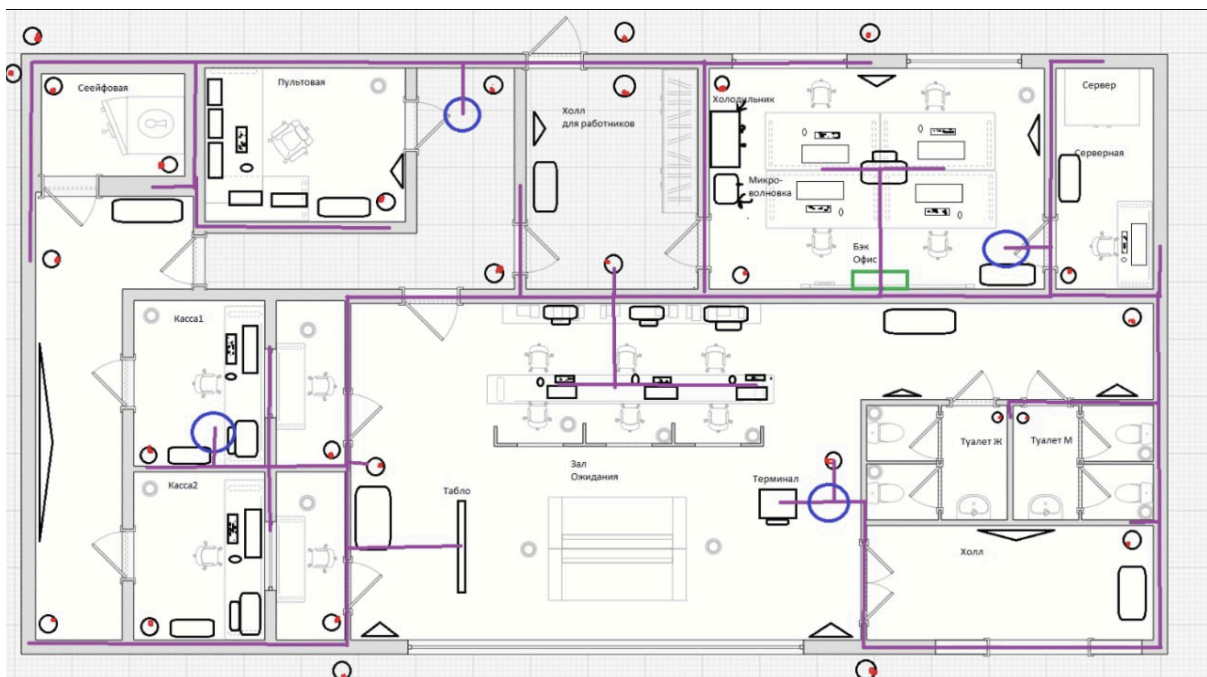 Сеейфовая
Пультовая
Холл
для работников
Холодильник
Микро-
волновка
Бэк
Офис
Сервер
Серверная
Касса1
Касса2
Табло
Зал
Ожидания
Терминал
Туалет Ж
Туалет М
Холл